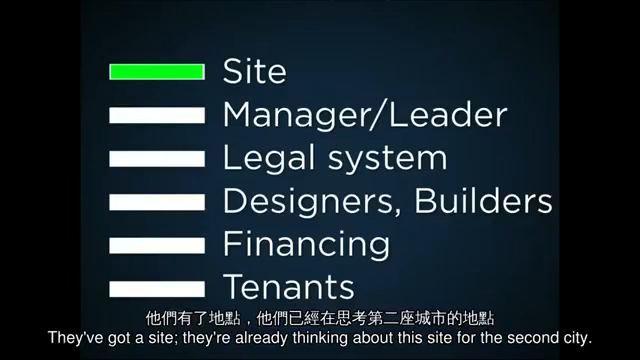 Site
Manager/Leader
Legal system
Designers, Builders
Financing
Tenants
他們有了地點，他們已經在思考第二座城市的地點
They've got a site; they're already thinking about this site for the second city.